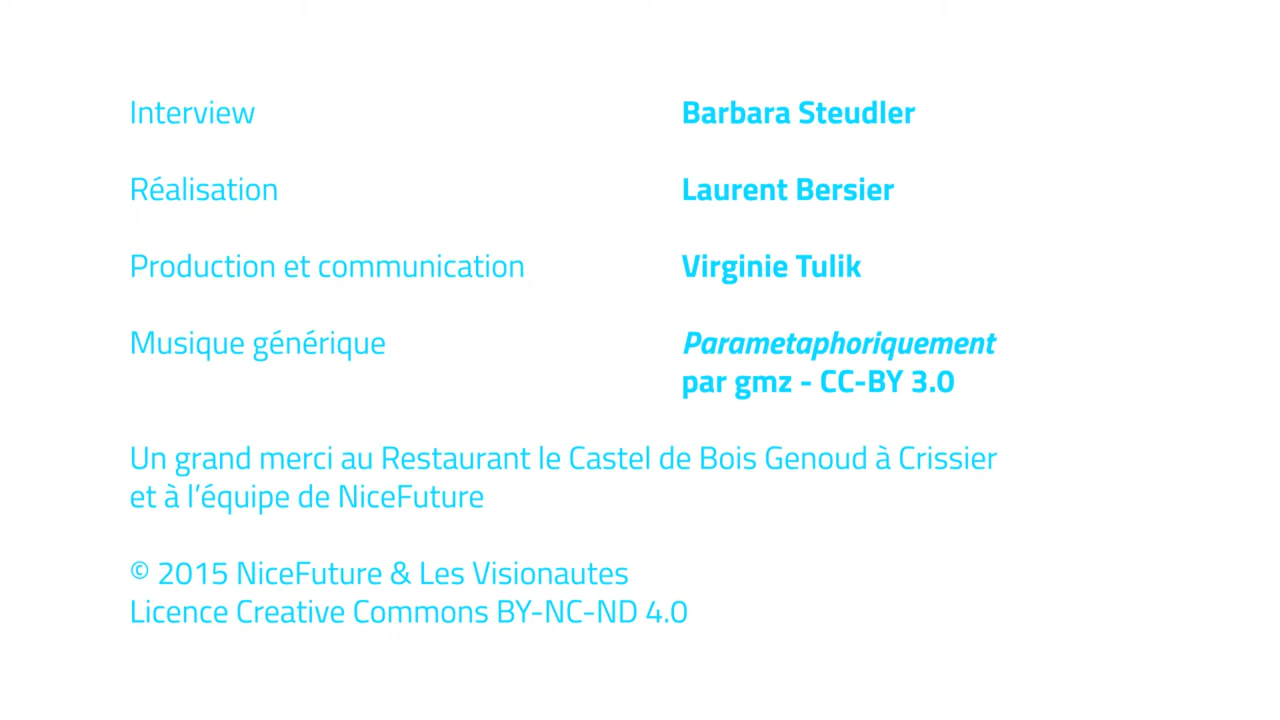 Interview Barbara Steudler
Réalisation Laurent Bersier
Production et communication Virginie Tulik
Musique générique Parametaphoriquement
par gmz - CC-BY 3.0
Un grand merci au Restaurant le Castel de Bois Genoud à Crissier
et à l’équipe de NiceFuture
© 2015 NiceFuture & Les Visionautes
Licence Creative Commons BY-NC-ND 4.0